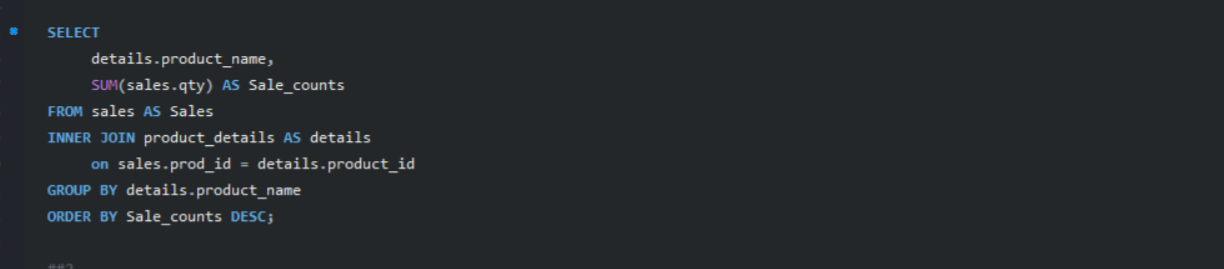 SELECT
details.product_name,
SUM(sales.qty) AS Sale_counts
FROM sales AS Sales
INNER JOIN product_details AS details
on sales.prod_id = details.product_id
GROUP BY details.product_name
ORDER BY Sale_counts DESC;